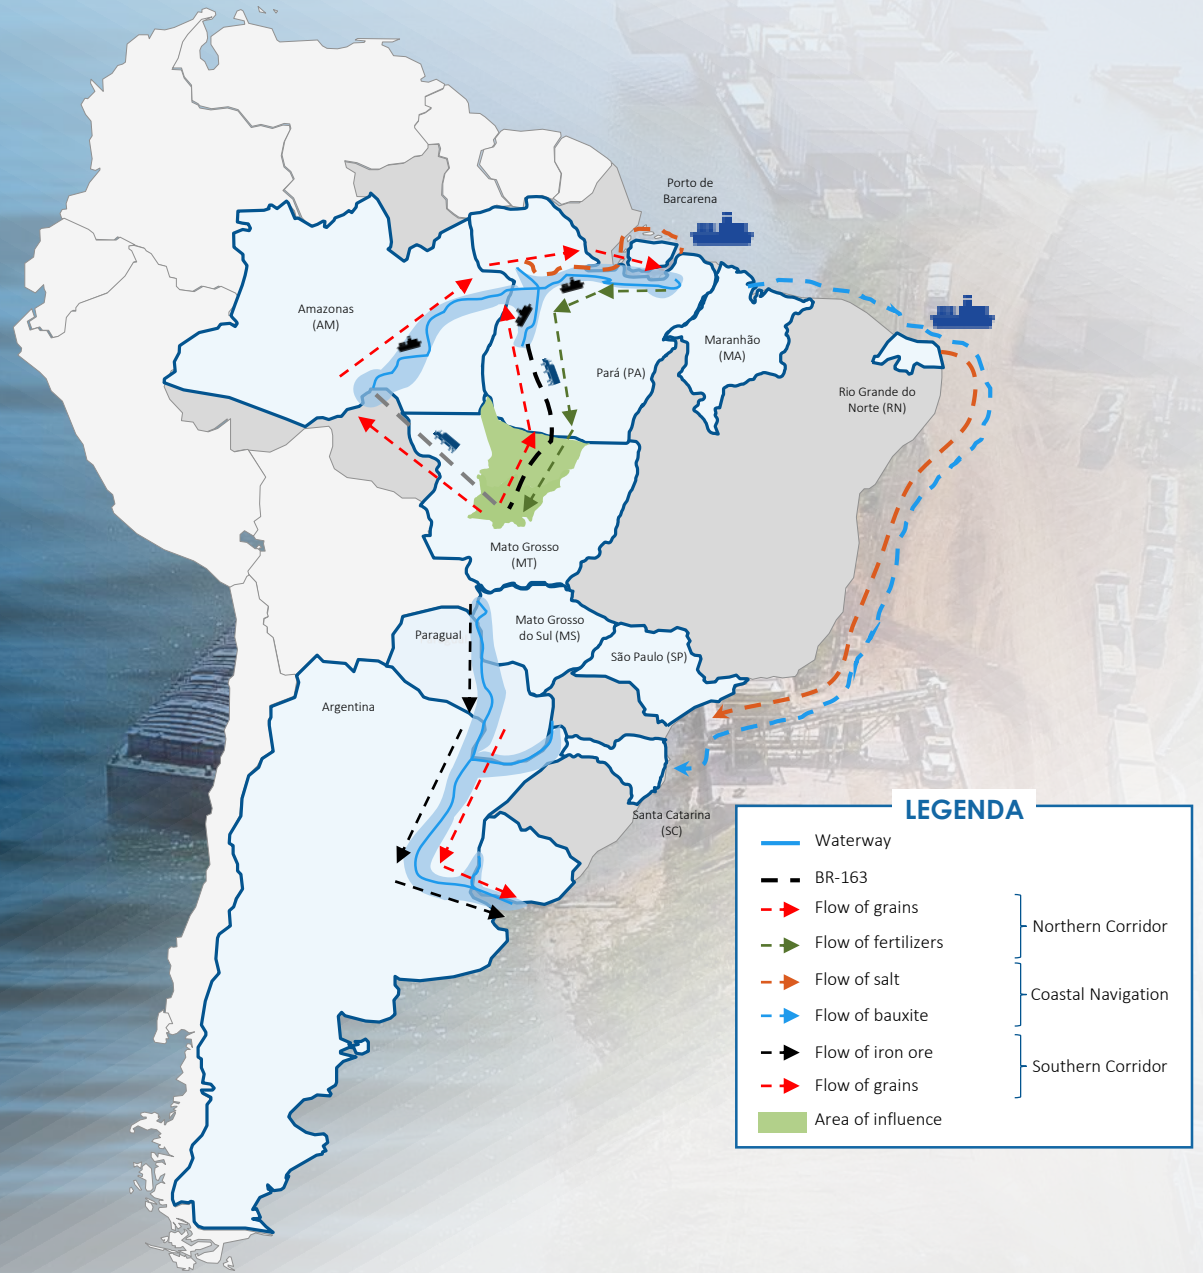 Porto de
Barcarena
Amazonas
(AM)
Maranhão
(MA)
Pará (PA)
Rio Grande do
Norte (RN)
Mato Grosso
(MT)
Mato Grosso
do Sul (MS)
Paragual
São Paulo (SP)
Argentina
Santa Catarina
(SC)
LEGENDA
Waterway
BR-163
Flow of grains
Flow of fertilizers
Northern Corridor
Flow of salt
Flow of bauxite
Coastal Navigation
Flow of iron ore
Flow of grains
Southern Corridor
Area of influence